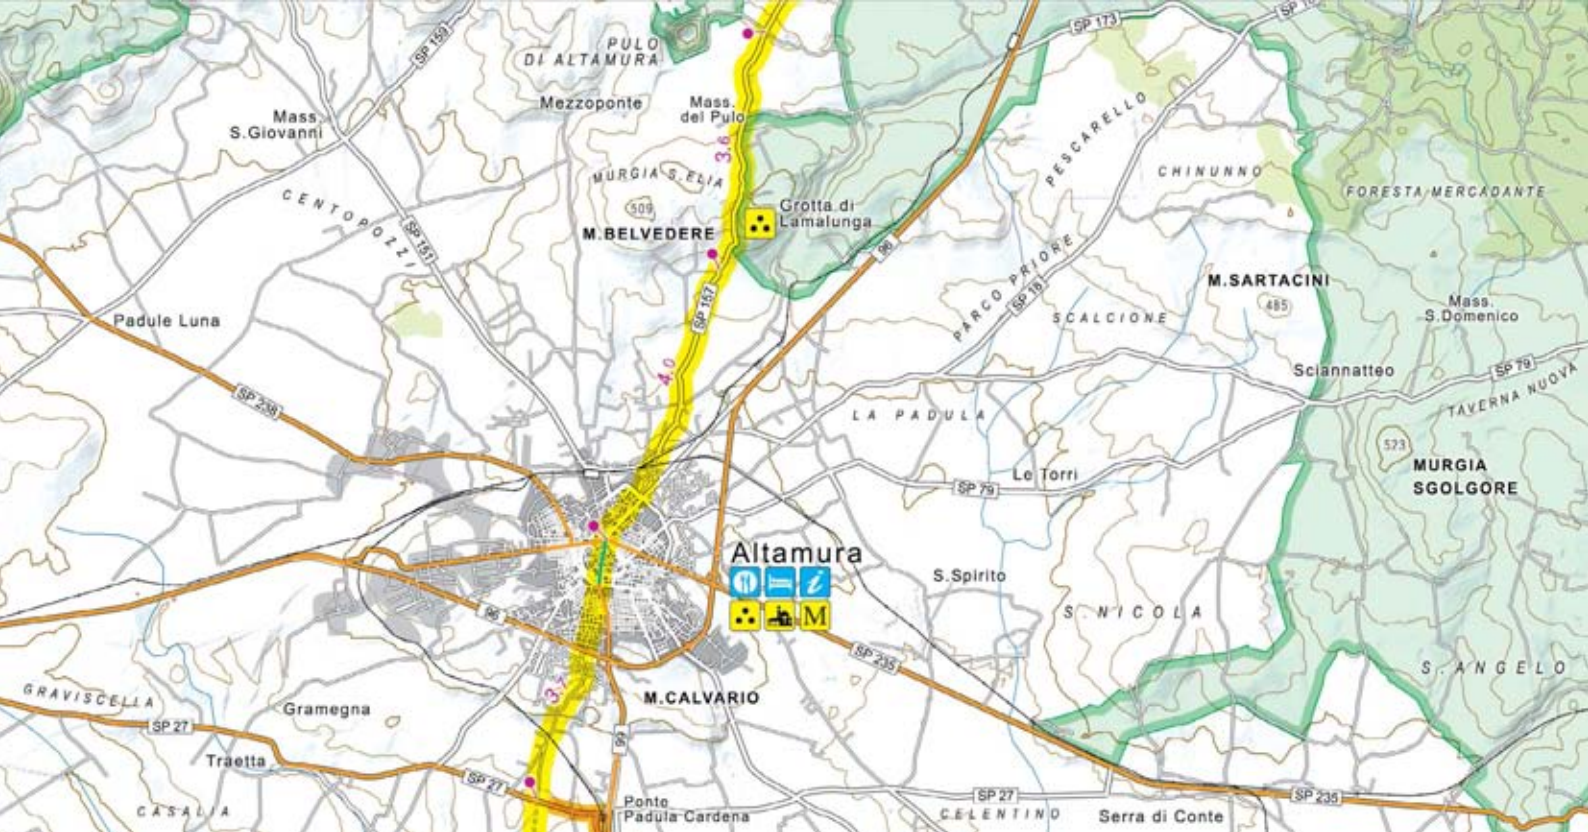 SP 159
SP 173
SP 16
PULO
DI ALTAMURA
Mezzoponte
Mass.
del Pulo
Mass.
S.Giovanni
3,6
PESCARELLO
CHINUNNO
FORESTA MERCADANTE
MURGIA S.ELIA
509
Grotta di
Lamalunga
CENTOPOZZI
SP 151
M.BELVEDERE
96
PARCO PRIORE
SP 18
M.SARTACINI
485
Mass.
S.Domenico
SCALCIONE
SP 157
Padule Luna
4,0
Sciannatteo
SP 79
TAVERNA NUOVA
SP 238
LA PADULA
523
MURGIA
SGOLGORE
Le Torri
SP 79
Altamura
i
M
S.Spirito
S.NICOLA
96
SP 235
S.ANGELO
3,7
M.CALVARIO
GRAVISCELLA
Gramegna
SP 27
99
Traetta
SP 27
CASALIA
Ponte
Padula Cardena
SP 27
CELENTINO
Serra di Conte
SP 235